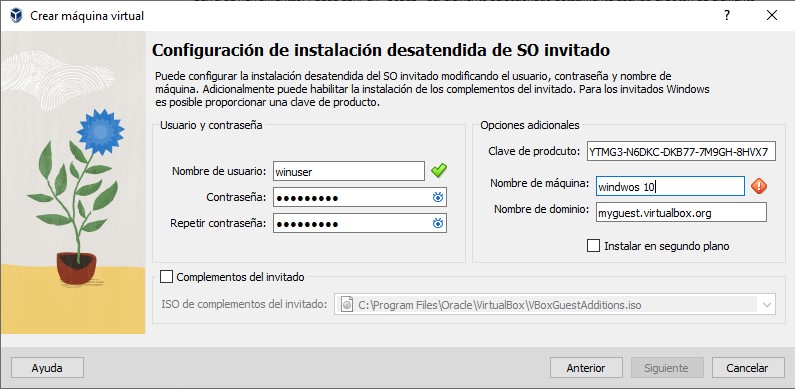 Crear máquina virtual
Configuración de instalación desatendida de SO invitado
Puede configurar la instalación desatendida del SO invitado modificando el usuario, contraseña y nombre de
máquina. Adicionalmente puede habilitar la instalación de los complementos del invitado. Para los invitados Windows
es posible proporcionar una clave de producto.
Usuario y contraseña
Nombre de usuario: winuser
Contraseña: •••••••••
Repetir contraseña: •••••••••
Opciones adicionales
Clave de prodcuto: YTMG3-N6DKC-DKB77-7M9GH-8HVX7
Nombre de máquina: windwos 10
Nombre de dominio: myguest.virtualbox.org
Instalar en segundo plano
Complementos del invitado
ISO de complementos del invitado: C:\Program Files\Oracle\VirtualBox\VBoxGuestAdditions.iso
Ayuda
Anterior
Siguiente
Cancelar